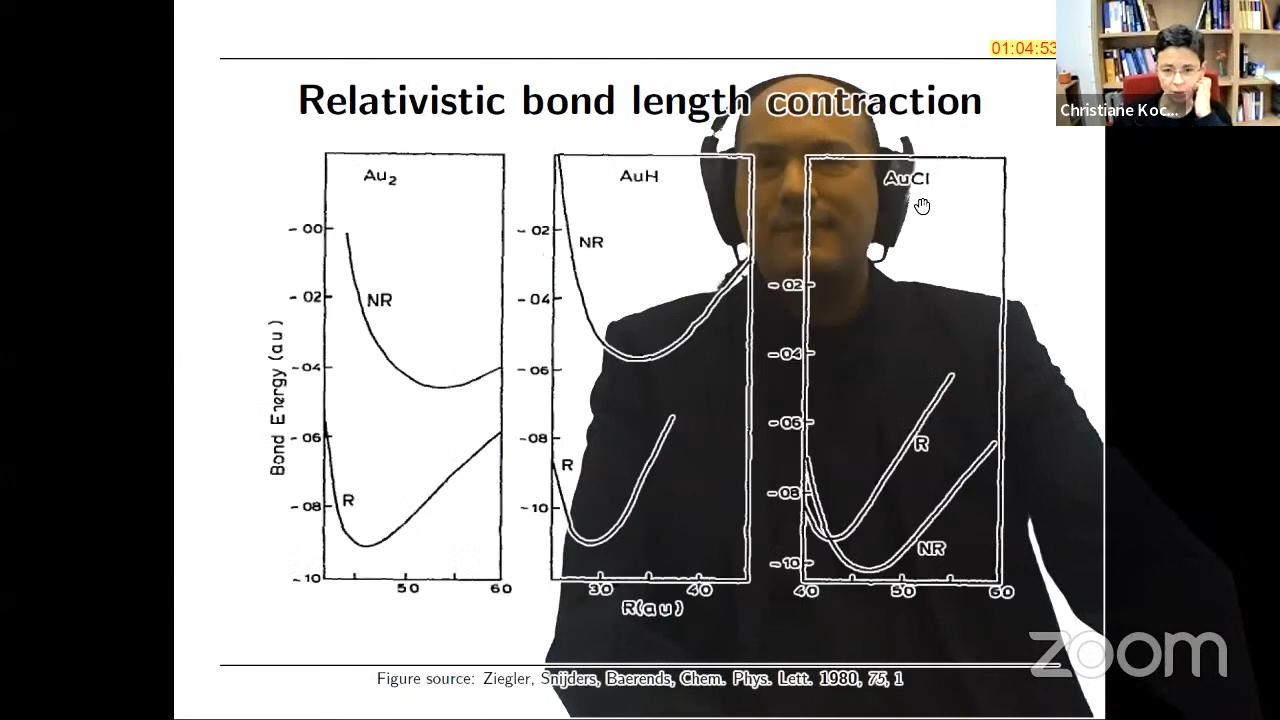 01:04:53
Christiane Koc...
Relativistic bond length contraction
Au2
AuH
AuCl
NR
R
NR
R
R
NR
Bond Energy (au)
- 00
- 02
- 04
- 06
- 08
- 10
- 02
- 04
- 06
- 08
- 10
- 02
- 04
- 06
- 08
- 10
50 60
30 40
40 50 60
R(au)
zoom
Figure source: Ziegler, Snijders, Baerends, Chem. Phys. Lett. 1980, 75, 1